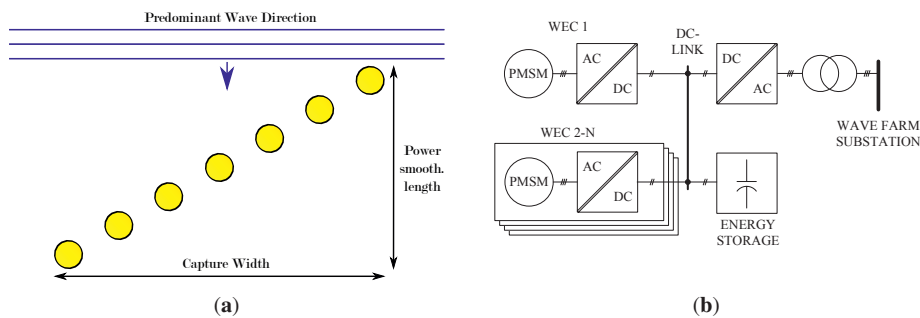 Predominant Wave Direction
Power
smooth.
length
Capture Width
(a)
WEC 1
DC-
LINK
PMSM
AC
DC
DC
AC
WAVE FARM
SUBSTATION
WEC 2-N
PMSM
AC
DC
ENERGY
STORAGE
(b)